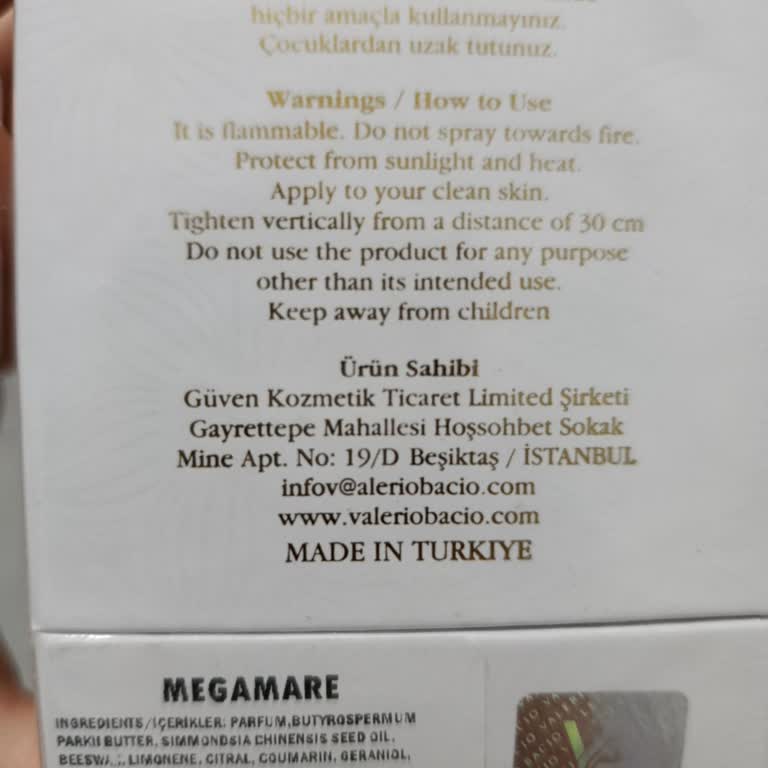 hiçbir amaçla kullanmayınız.
Çocuklardan uzak tutunuz.
Warnings / How to Use
It is flammable. Do not spray towards fire.
Protect from sunlight and heat.
Apply to your clean skin.
Tighten vertically from a distance of 30 cm
Do not use the product for any purpose
other than its intended use.
Keep away from children
Ürün Sahibi
Güven Kozmetik Ticaret Limited Şirketi
Gayrettepe Mahallesi Hoşsohbet Sokak
Mine Apt. No: 19/D Beşiktaş / İSTANBUL
infov@aleriobacio.com
www.valeriobacio.com
MADE IN TURKIYE
MEGAMARE
INGREDIENTS/İÇERİKLER: PARFUM,BUTYROSPERMUM
PARKII BUTTER, SIMMONDSIA CHINENSIS SEED OIL,
LIMONENE, CITRAL, COUMARIN, GERANIOL,